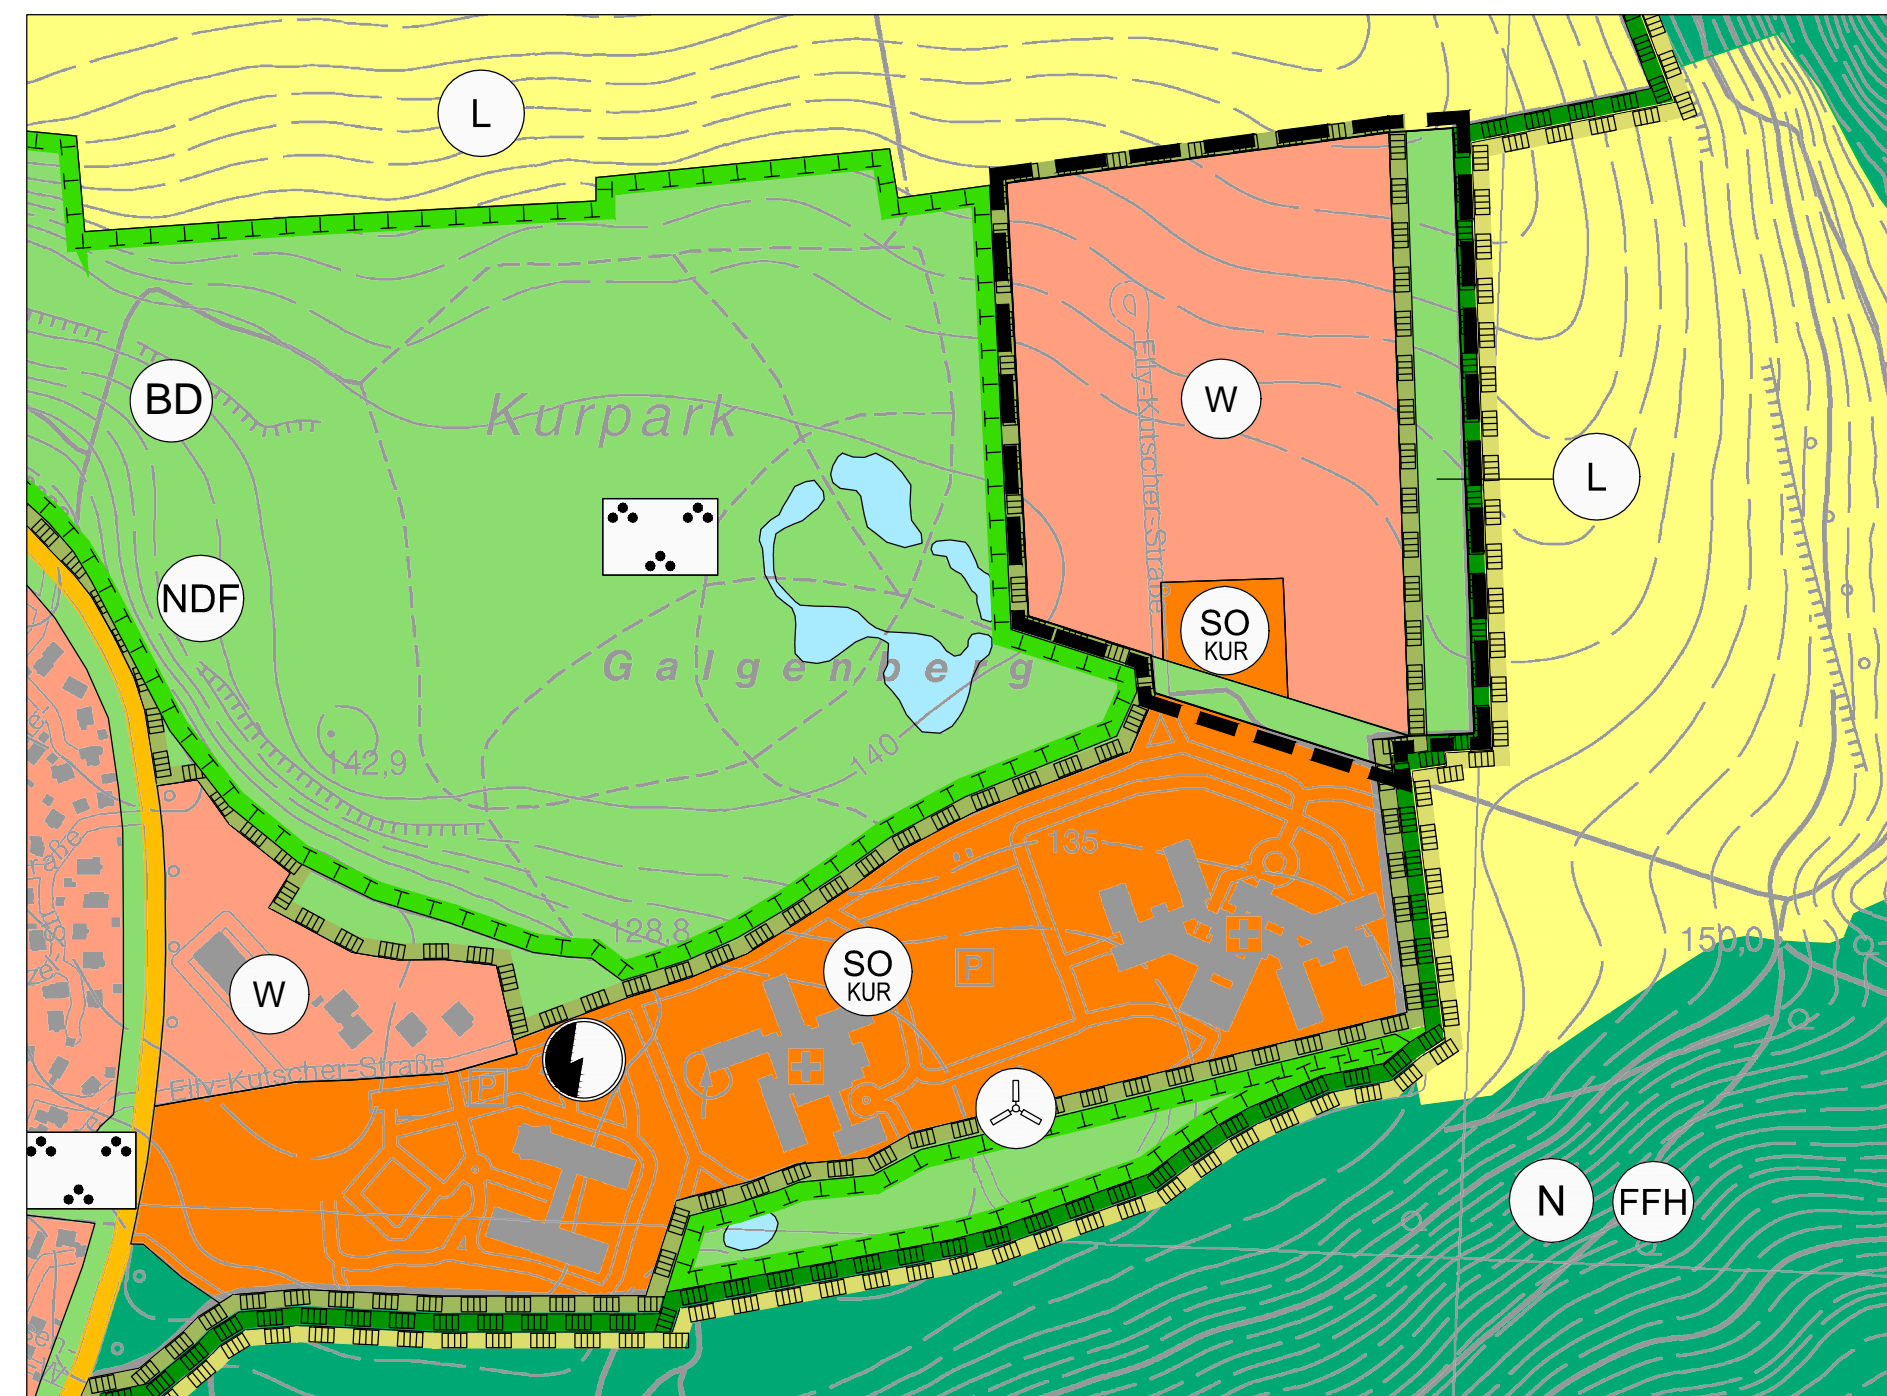 L
BD
Kurpark
W
Elly-Kutscher-Straße
L
NDF
SO
KUR
Galgenberg
142,9
140
135
128,8
150,0
SO
KUR
P
W
Elly-Kutscher-Straße
P
N
FFH